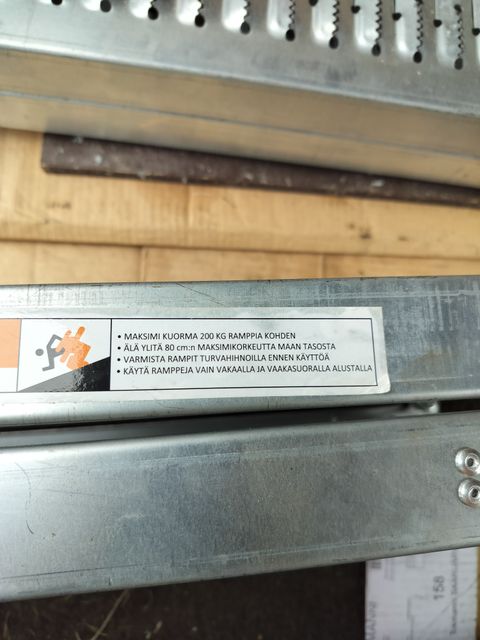 • MAKSIMI KUORMA 200 KG RAMPPIA KOHDEN
• ÄLÄ YLITÄ 80 cm:n MAKSIMIKORKEUTTA MAAN TASOSTA
• VARMISTA RAMPIT TURVAHIHNOILLA ENNEN KÄYTTÖÄ
• KÄYTÄ RAMPPEJA VAIN VAKAALLA JA VAAKASUORALLA ALUSTALLA
158